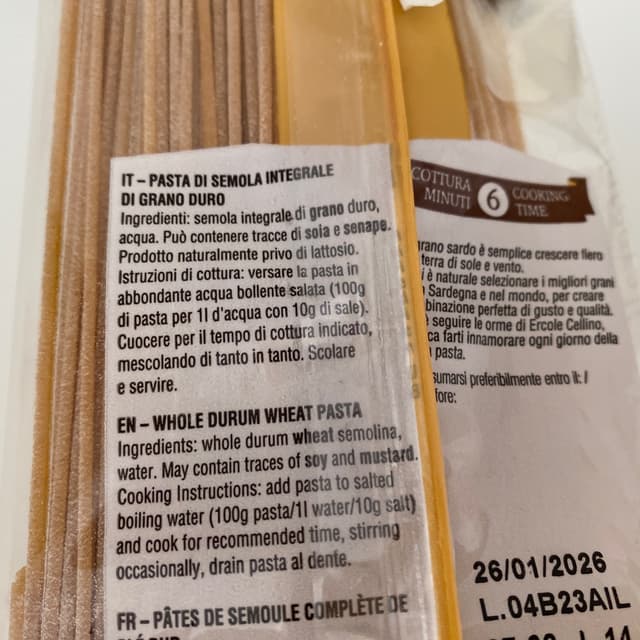 IT – PASTA DI SEMOLA INTEGRALE
DI GRANO DURO
Ingredienti: semola integrale di grano duro,
acqua. Può contenere tracce di soia e senape.
Prodotto naturalmente privo di lattosio.
Istruzioni di cottura: versare la pasta in
abbondante acqua bollente salata (100g
di pasta per 1l d'acqua con 10g di sale).
Cuocere per il tempo di cottura indicato,
mescolando di tanto in tanto. Scolare
e servire.
EN – WHOLE DURUM WHEAT PASTA
Ingredients: whole durum wheat semolina,
water. May contain traces of soy and mustard.
Cooking Instructions: add pasta to salted
boiling water (100g pasta/1l water/10g salt)
and cook for recommended time, stirring
occasionally, drain pasta al dente.
FR – PÂTES DE SEMOULE COMPLÈTE DE
COTTURA
MINUTI
6
COOKING
TIME
grano sardo è semplice crescere fiero
terra di sole e vento.
è naturale selezionare i migliori grani
Sardegna e nel mondo, per creare
binazione perfetta di gusto e qualità.
seguire le orme di Ercole Cellino,
ca farti innamorare ogni giorno della
pasta.
sumarsi preferibilmente entro il: /
fore:
26/01/2026
L.04B23AIL